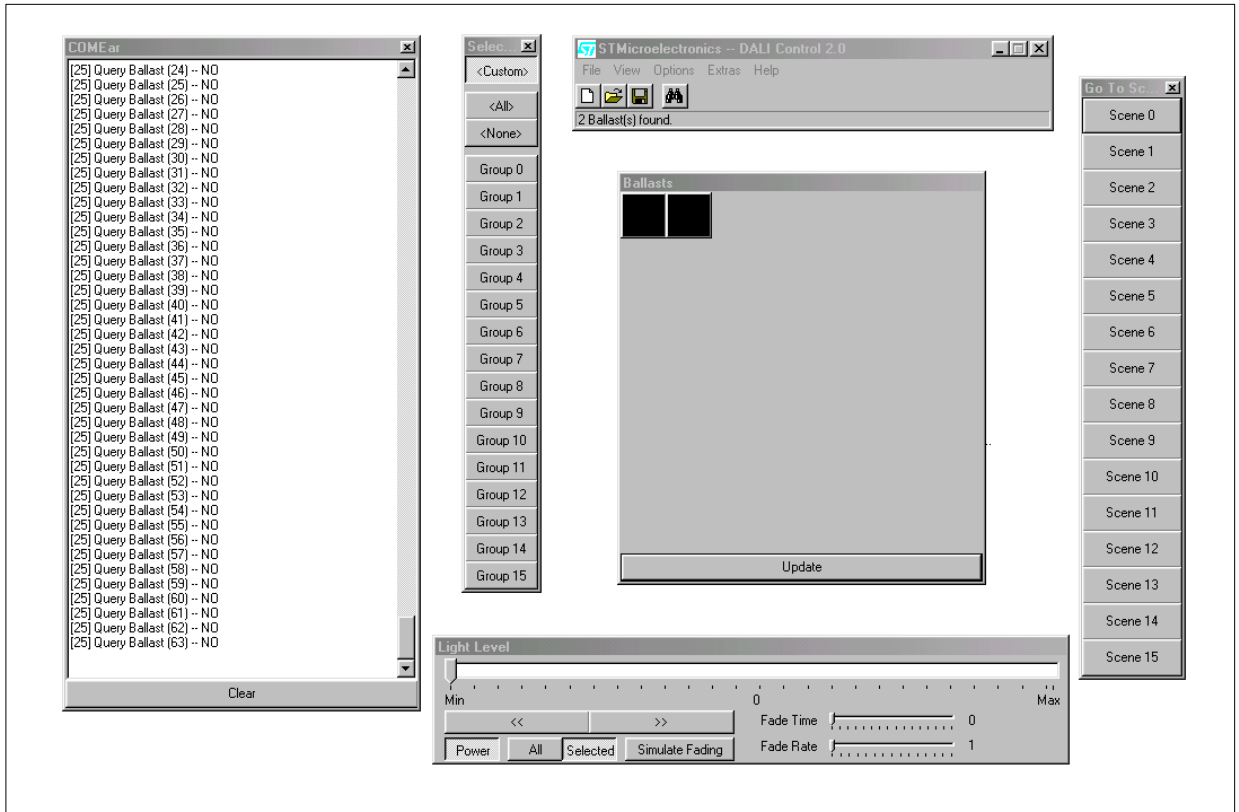 COMEar
[25] Query Ballast (24) -- NO
[25] Query Ballast (25) -- NO
[25] Query Ballast (26) -- NO
[25] Query Ballast (27) -- NO
[25] Query Ballast (28) -- NO
[25] Query Ballast (29) -- NO
[25] Query Ballast (30) -- NO
[25] Query Ballast (31) -- NO
[25] Query Ballast (32) -- NO
[25] Query Ballast (33) -- NO
[25] Query Ballast (34) -- NO
[25] Query Ballast (35) -- NO
[25] Query Ballast (36) -- NO
[25] Query Ballast (37) -- NO
[25] Query Ballast (38) -- NO
[25] Query Ballast (39) -- NO
[25] Query Ballast (40) -- NO
[25] Query Ballast (41) -- NO
[25] Query Ballast (42) -- NO
[25] Query Ballast (43) -- NO
[25] Query Ballast (44) -- NO
[25] Query Ballast (45) -- NO
[25] Query Ballast (46) -- NO
[25] Query Ballast (47) -- NO
[25] Query Ballast (48) -- NO
[25] Query Ballast (49) -- NO
[25] Query Ballast (50) -- NO
[25] Query Ballast (51) -- NO
[25] Query Ballast (52) -- NO
[25] Query Ballast (53) -- NO
[25] Query Ballast (54) -- NO
[25] Query Ballast (55) -- NO
[25] Query Ballast (56) -- NO
[25] Query Ballast (57) -- NO
[25] Query Ballast (58) -- NO
[25] Query Ballast (59) -- NO
[25] Query Ballast (60) -- NO
[25] Query Ballast (61) -- NO
[25] Query Ballast (62) -- NO
[25] Query Ballast (63) -- NO
Clear
Selec...
<Custom>
<All>
<None>
Group 0
Group 1
Group 2
Group 3
Group 4
Group 5
Group 6
Group 7
Group 8
Group 9
Group 10
Group 11
Group 12
Group 13
Group 14
Group 15
STMicroelectronics -- DALI Control 2.0
File View Options Extras Help
2 Ballast(s) found.
Ballasts
Update
Go To Sc...
Scene 0
Scene 1
Scene 2
Scene 3
Scene 4
Scene 5
Scene 6
Scene 7
Scene 8
Scene 9
Scene 10
Scene 11
Scene 12
Scene 13
Scene 14
Scene 15
Light Level
Min 0 Max
<< >> Fade Time 0
Power All Selected Simulate Fading Fade Rate 1